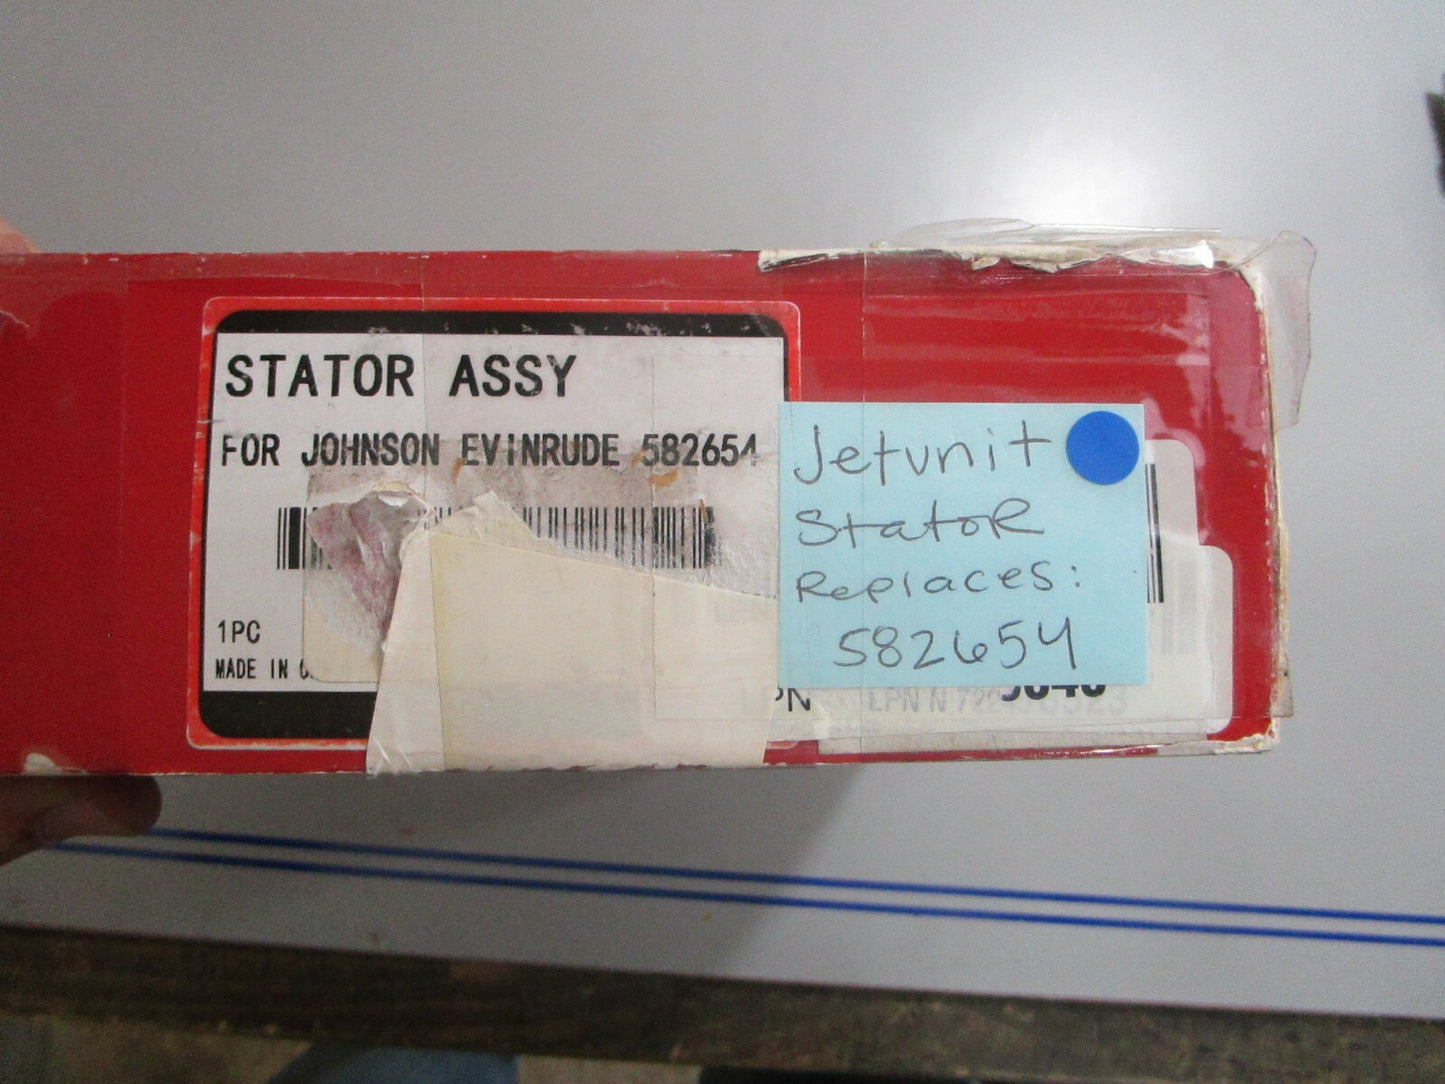 STATOR ASSY
FOR JOHNSON EVINRUDE 582654
1PC
MADE IN
Jetunit
Stator
Replaces:
582654
LPN N